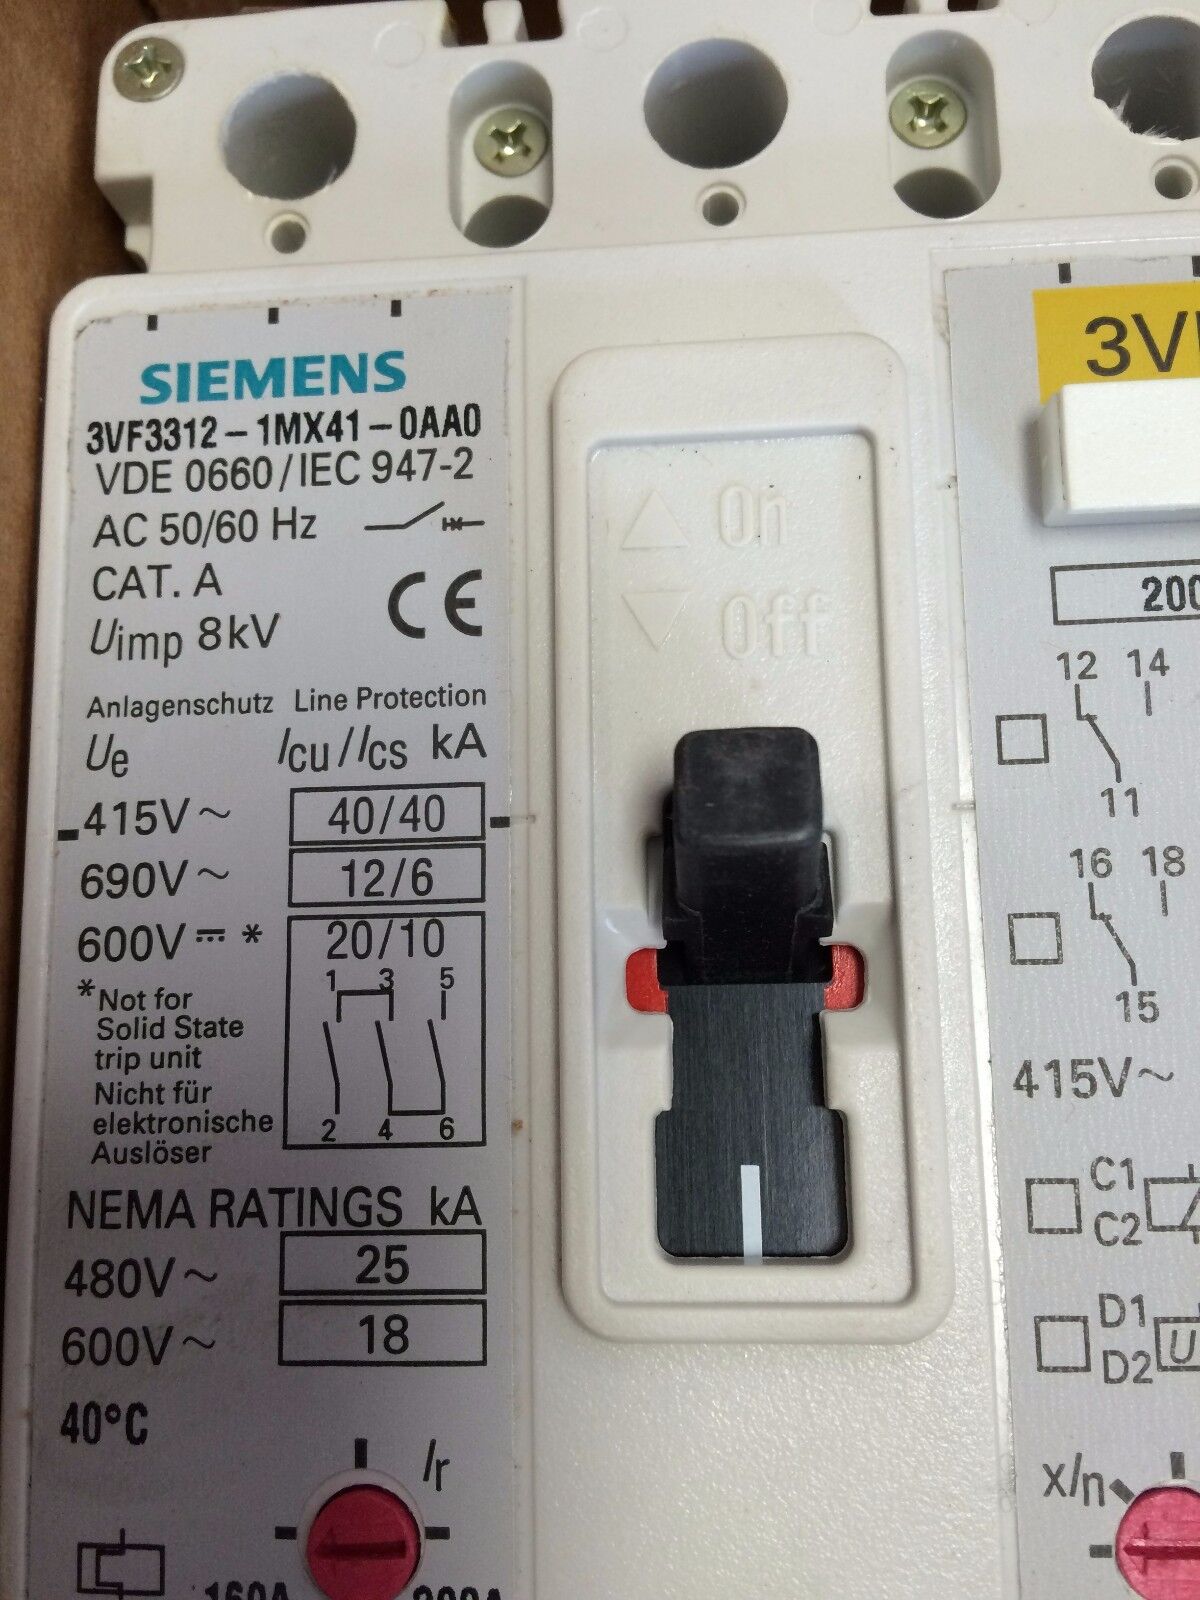 SIEMENS
3VF3312-1MX41-0AA0
VDE 0660/IEC 947-2
AC 50/60 Hz
CAT. A
CE
Uimp 8kV
Anlagenschutz Line Protection
Ue Icu/Ics kA
415V~ 40/40
690V~ 12/6
600V⎓ * 20/10
1 3 5
*Not for
Solid State
trip unit
Nicht für
elektronische
Auslöser
2 4 6
NEMA RATINGS kA
480V~ 25
600V~ 18
40°C
Ir
160A 200A
On
Off
200
12 14
11
16 18
15
415V~
C1
C2
D1
D2 U
x/n